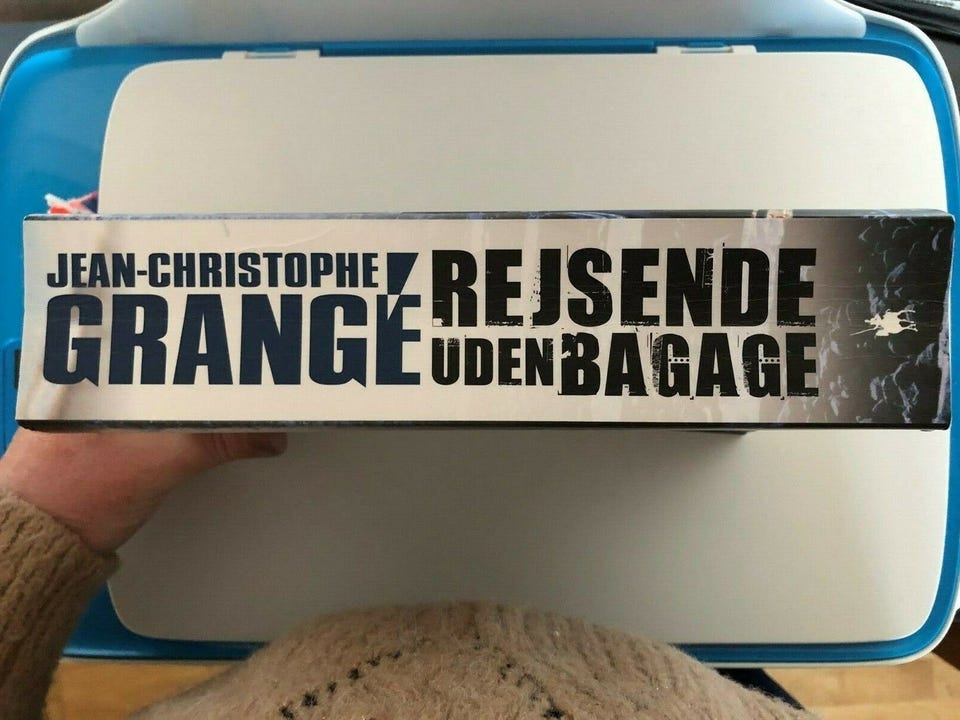 JEAN-CHRISTOPHE
GRANGÉ
REJSENDE
UDEN BAGAGE